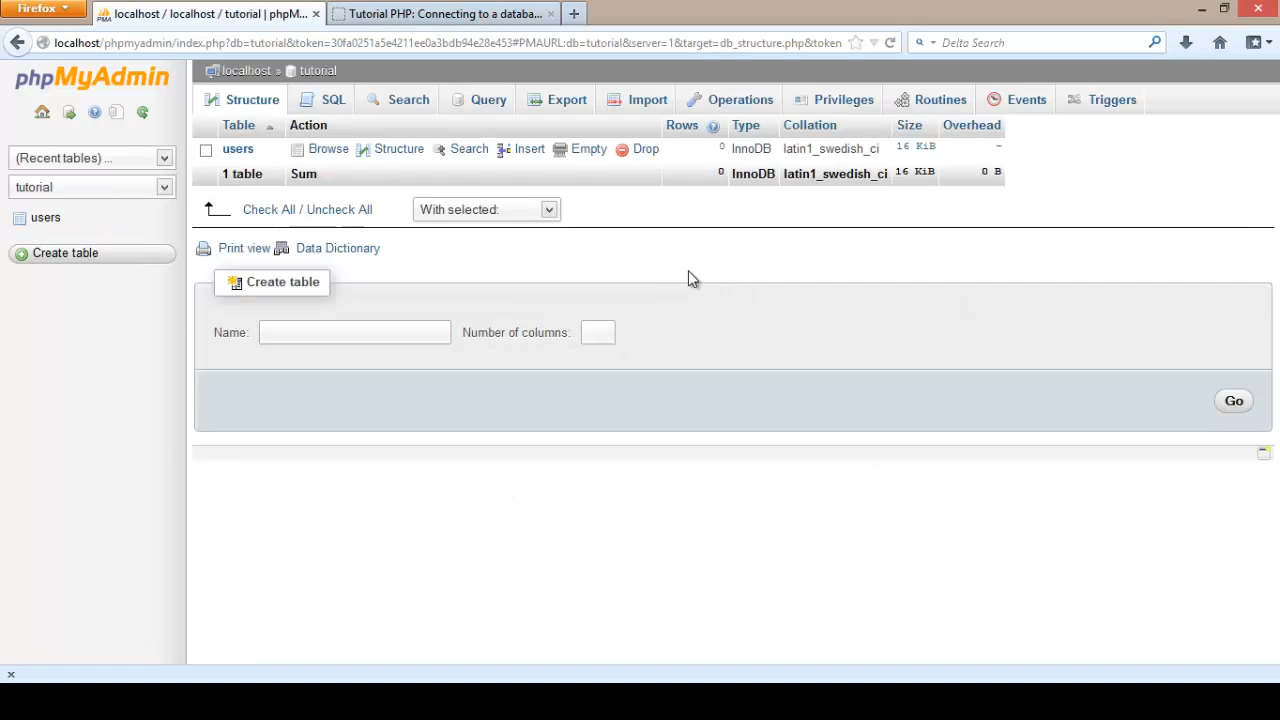 Firefox
localhost / localhost / tutorial | phpM...
Tutorial PHP: Connecting to a databa...
localhost/phpmyadmin/index.php?db=tutorial&token=30fa0251a5e4211ee0a3bdb94e28e453#PMAURL:db=tutorial&server=1&target=db_structure.php&token
Delta Search
phpMyAdmin
localhost » tutorial
Structure SQL Search Query Export Import Operations Privileges Routines Events Triggers
Table Action Rows Type Collation Size Overhead
users Browse Structure Search Insert Empty Drop 0 InnoDB latin1_swedish_ci 16 KiB -
1 table Sum 0 InnoDB latin1_swedish_ci 16 KiB 0 B
(Recent tables) ...
tutorial
users
Create table
Check All / Uncheck All With selected:
Print view Data Dictionary
Create table
Name: Number of columns:
Go